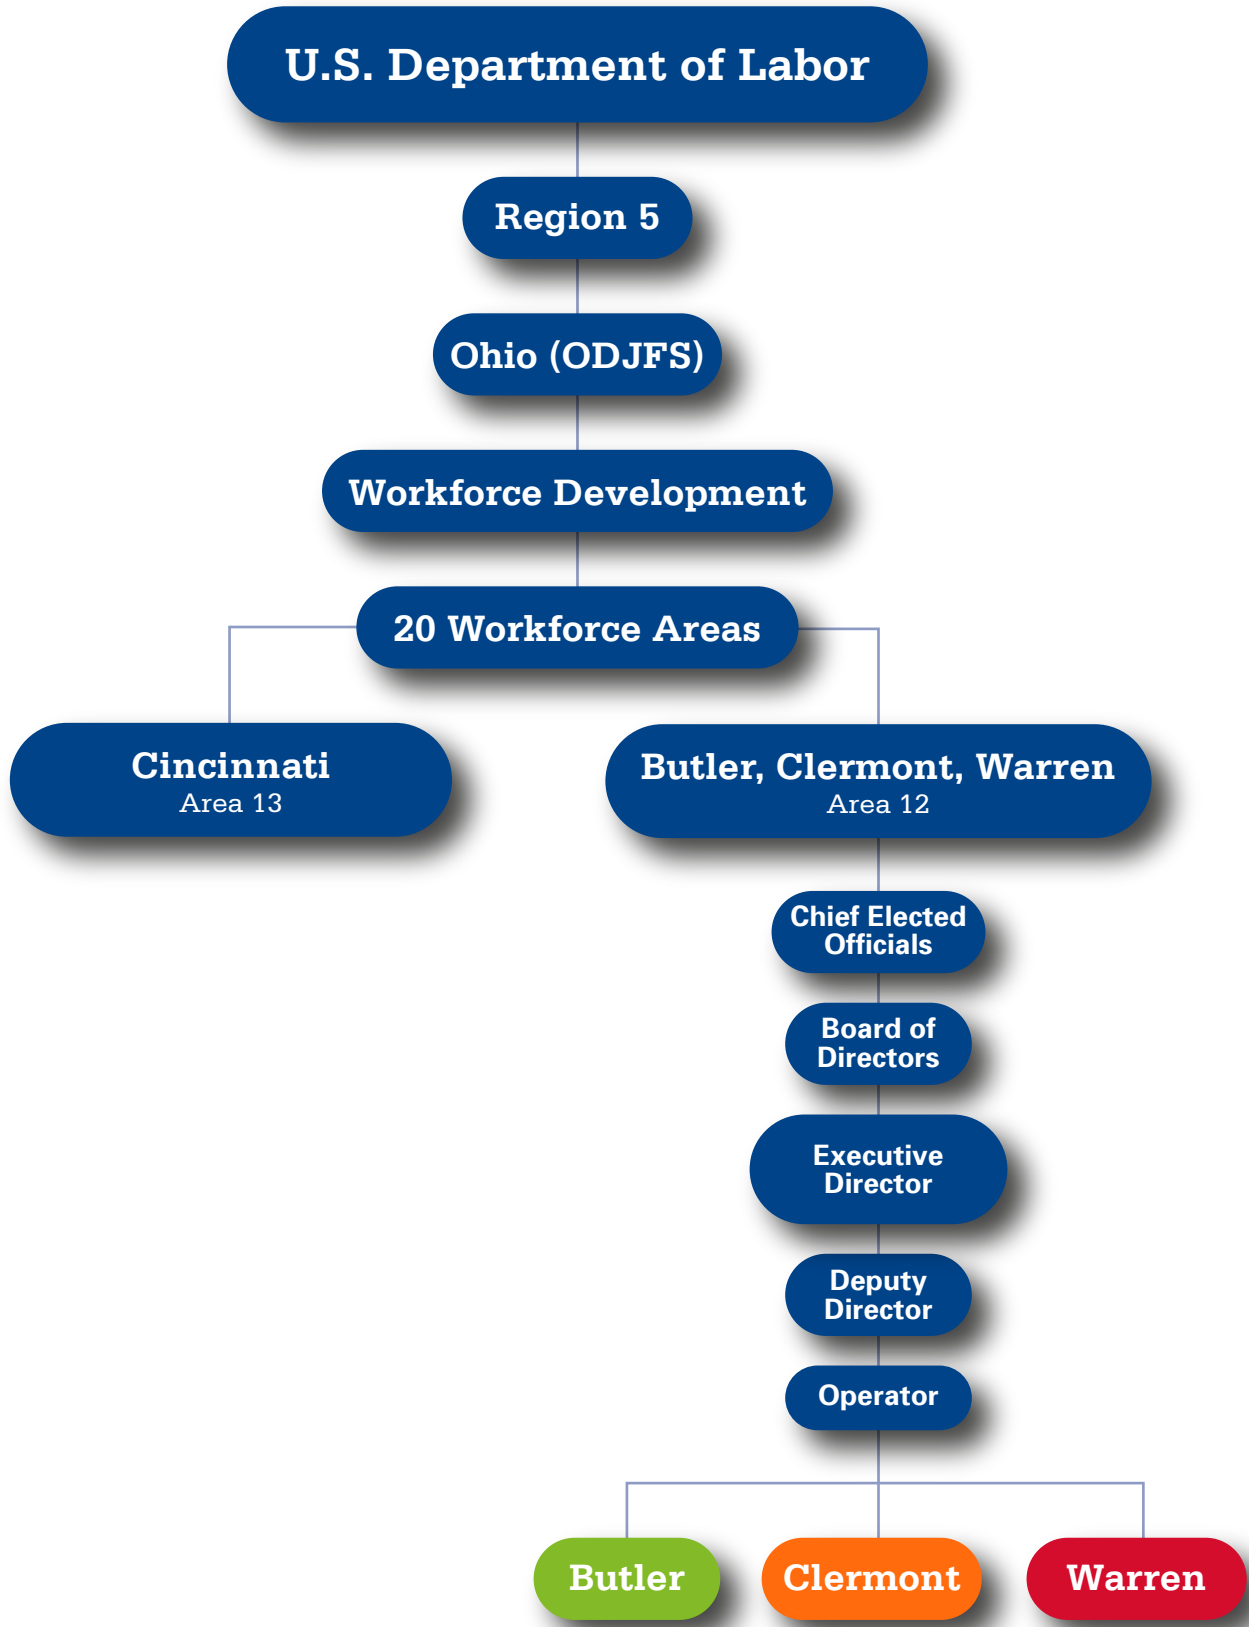 U.S. Department of Labor
Region 5
Ohio (ODJFS)
Workforce Development
20 Workforce Areas
Cincinnati
Area 13
Butler, Clermont, Warren
Area 12
Chief Elected
Officials
Board of
Directors
Executive
Director
Deputy
Director
Operator
Butler
Clermont
Warren